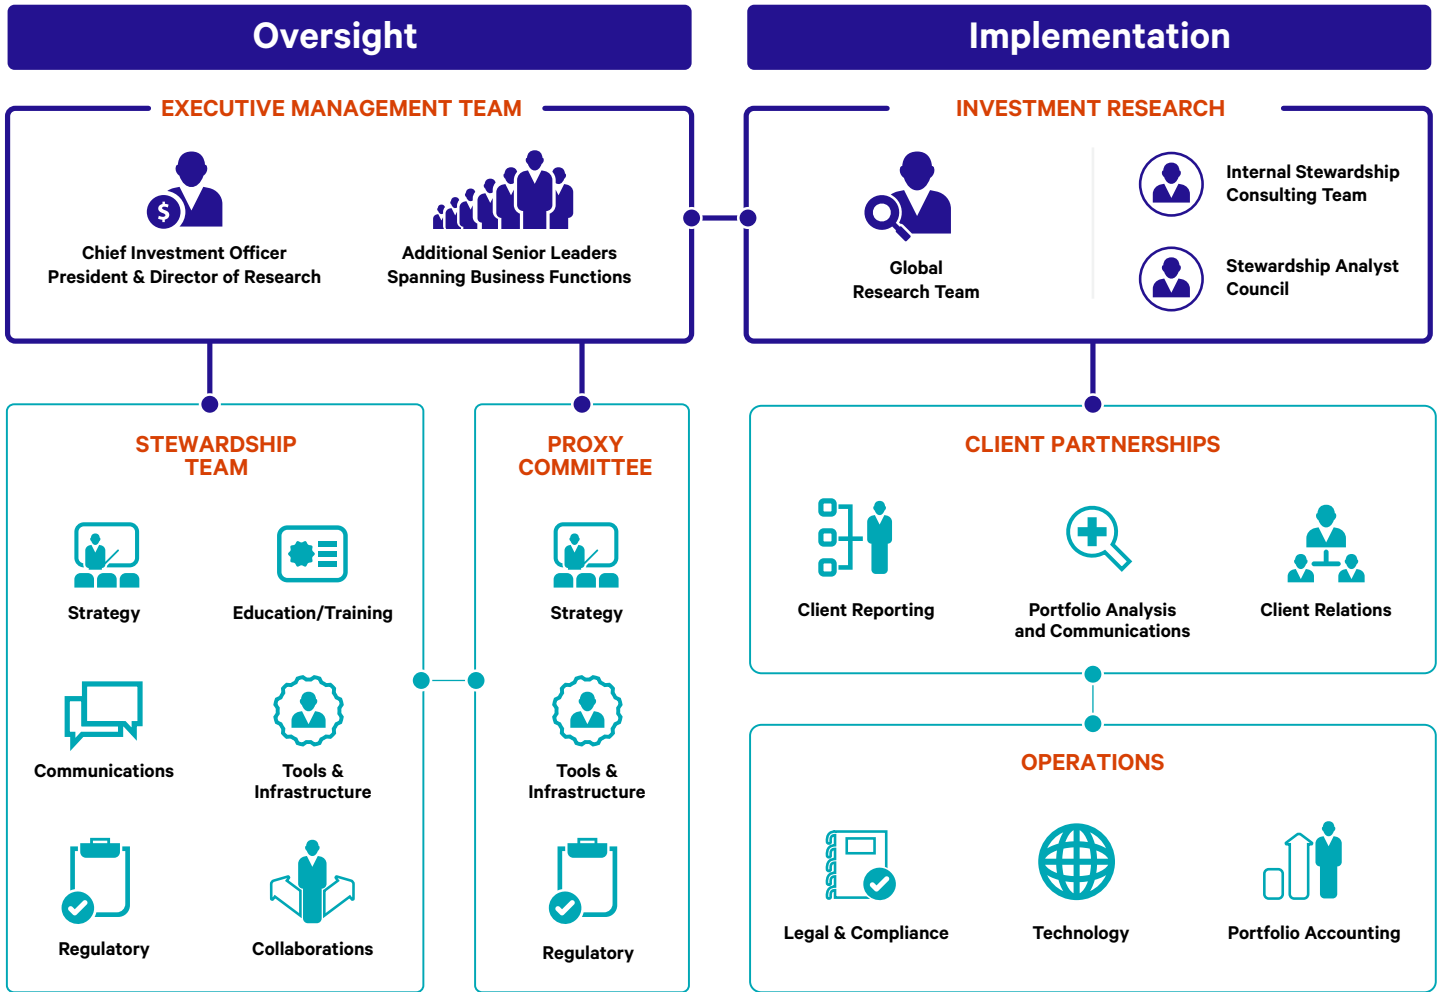 Oversight
EXECUTIVE MANAGEMENT TEAM
$
Chief Investment Officer
President & Director of Research
Additional Senior Leaders
Spanning Business Functions
STEWARDSHIP
TEAM
Strategy
Education/Training
Communications
Tools &
Infrastructure
Regulatory
Collaborations
PROXY
COMMITTEE
Strategy
Tools &
Infrastructure
Regulatory
Implementation
INVESTMENT RESEARCH
Global
Research Team
Internal Stewardship
Consulting Team
Stewardship Analyst
Council
CLIENT PARTNERSHIPS
Client Reporting
Portfolio Analysis
and Communications
Client Relations
OPERATIONS
Legal & Compliance
Technology
Portfolio Accounting